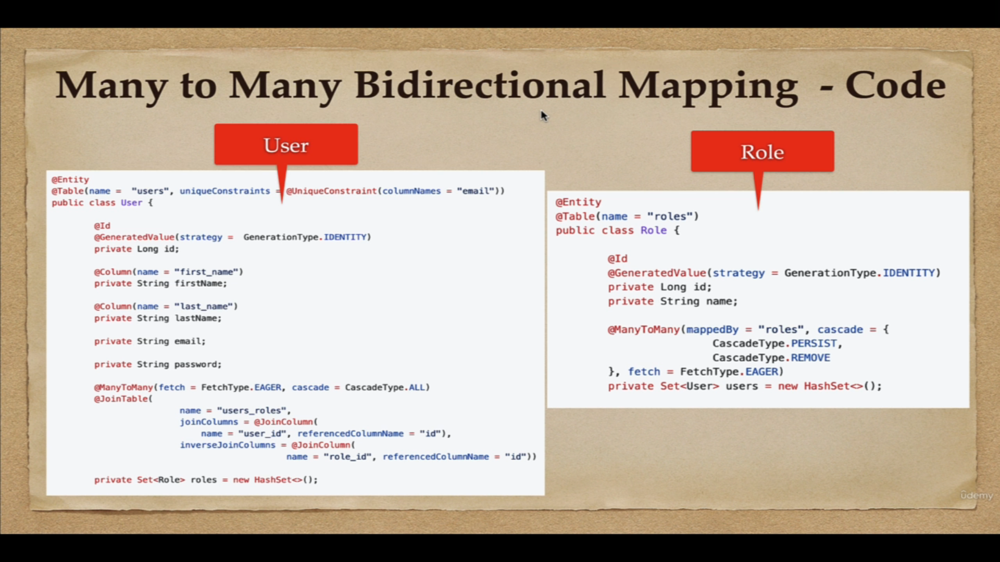 Many to Many Bidirectional Mapping - Code
User
@Entity
@Table(name = "users", uniqueConstraints = @UniqueConstraint(columnNames = "email"))
public class User {
@Id
@GeneratedValue(strategy = GenerationType.IDENTITY)
private Long id;
@Column(name = "first_name")
private String firstName;
@Column(name = "last_name")
private String lastName;
private String email;
private String password;
@ManyToMany(fetch = FetchType.EAGER, cascade = CascadeType.ALL)
@JoinTable(
name = "users_roles",
joinColumns = @JoinColumn(
name = "user_id", referencedColumnName = "id"),
inverseJoinColumns = @JoinColumn(
name = "role_id", referencedColumnName = "id"))
private Set<Role> roles = new HashSet<>();
Role
@Entity
@Table(name = "roles")
public class Role {
@Id
@GeneratedValue(strategy = GenerationType.IDENTITY)
private Long id;
private String name;
@ManyToMany(mappedBy = "roles", cascade = {
CascadeType.PERSIST,
CascadeType.REMOVE
}, fetch = FetchType.EAGER)
private Set<User> users = new HashSet<>();
ûdemy